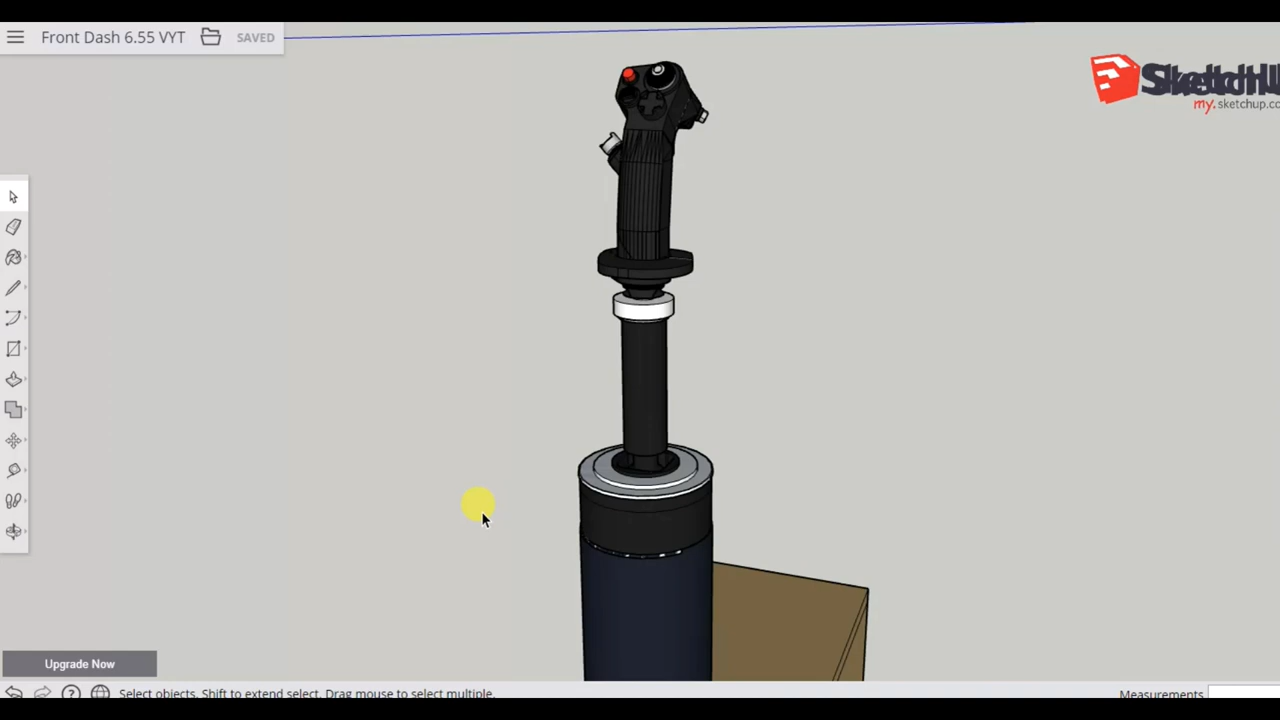 Front Dash 6.55 VYT
SAVED
my.sketchup.co
Upgrade Now
Select objects. Shift to extend select. Drag mouse to select multiple.
Measurements